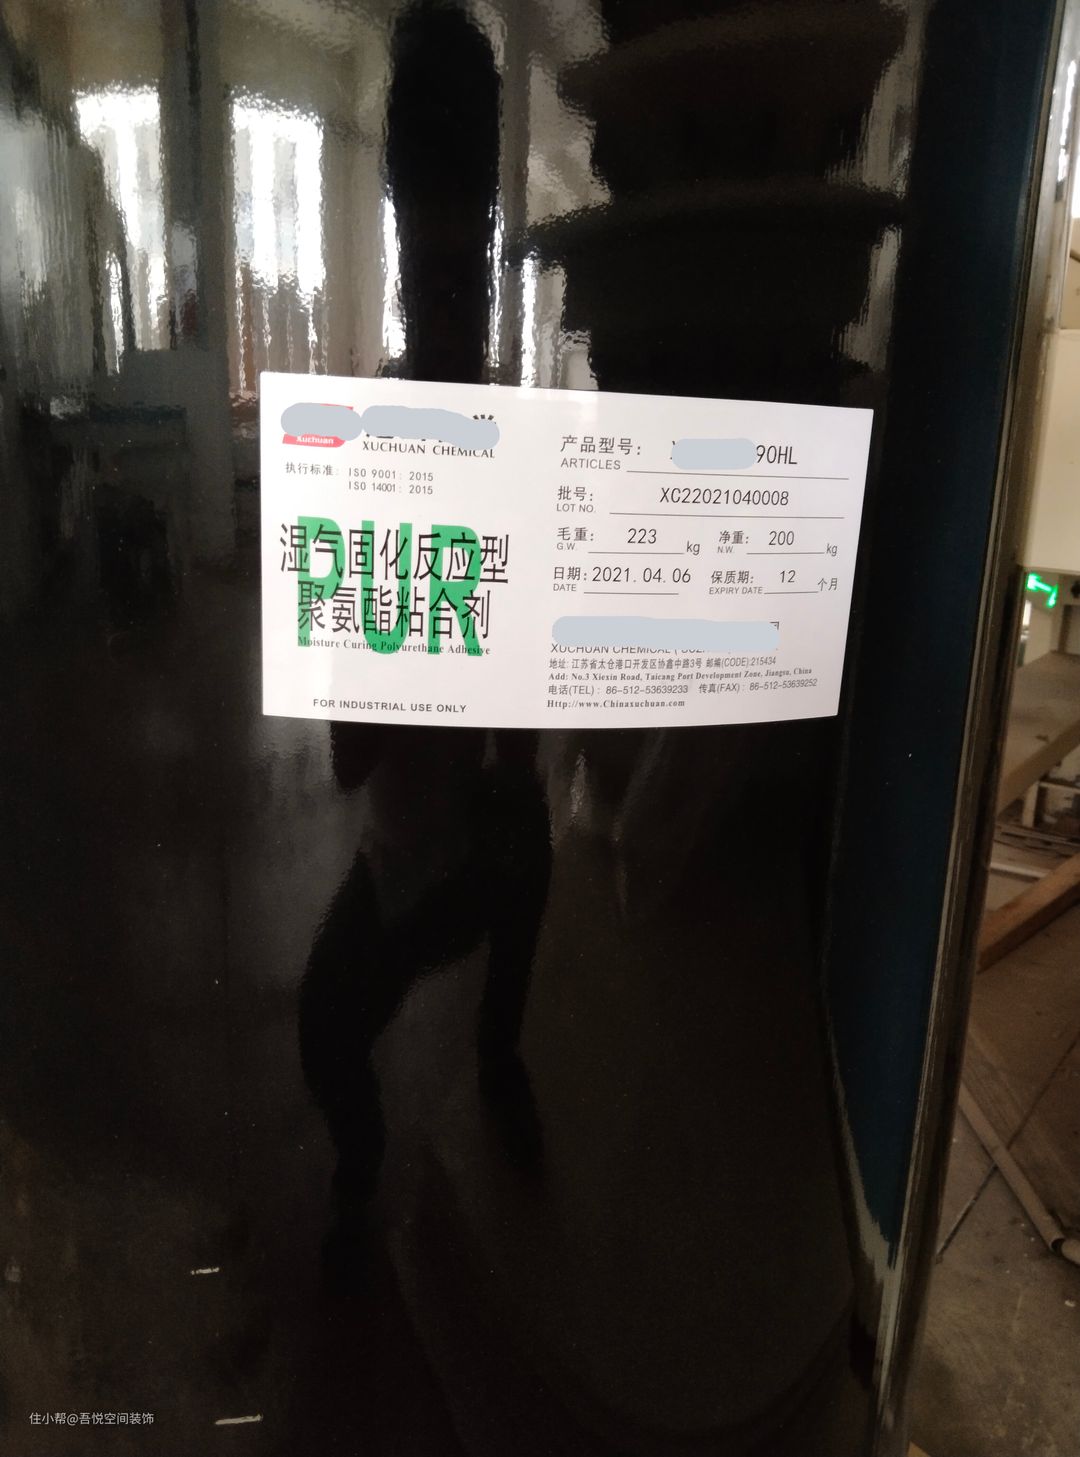 Xuchuan
XUCHUAN CHEMICAL
执行标准: ISO 9001: 2015
ISO 14001: 2015
PUR
湿气固化反应型
聚氨酯粘合剂
Moisture Curing Polyurethane Adhesive
FOR INDUSTRIAL USE ONLY
产品型号: 90HL
ARTICLES
批号: XC22021040008
LOT NO.
毛重: 223 kg 净重: 200 kg
G.W. N.W.
日期: 2021.04.06 保质期: 12 个月
DATE EXPIRY DATE
XUCHUAN CHEMICAL (
地址: 江苏省太仓港口开发区协鑫中路3号 邮编(CODE):215434
Add: No.3 Xiexin Road, Taicang Port Development Zone, Jiangsu, China
电话(TEL): 86-512-53639233 传真(FAX): 86-512-53639252
Http://www.Chinaxuchuan.com
住小帮@吾悦空间装饰